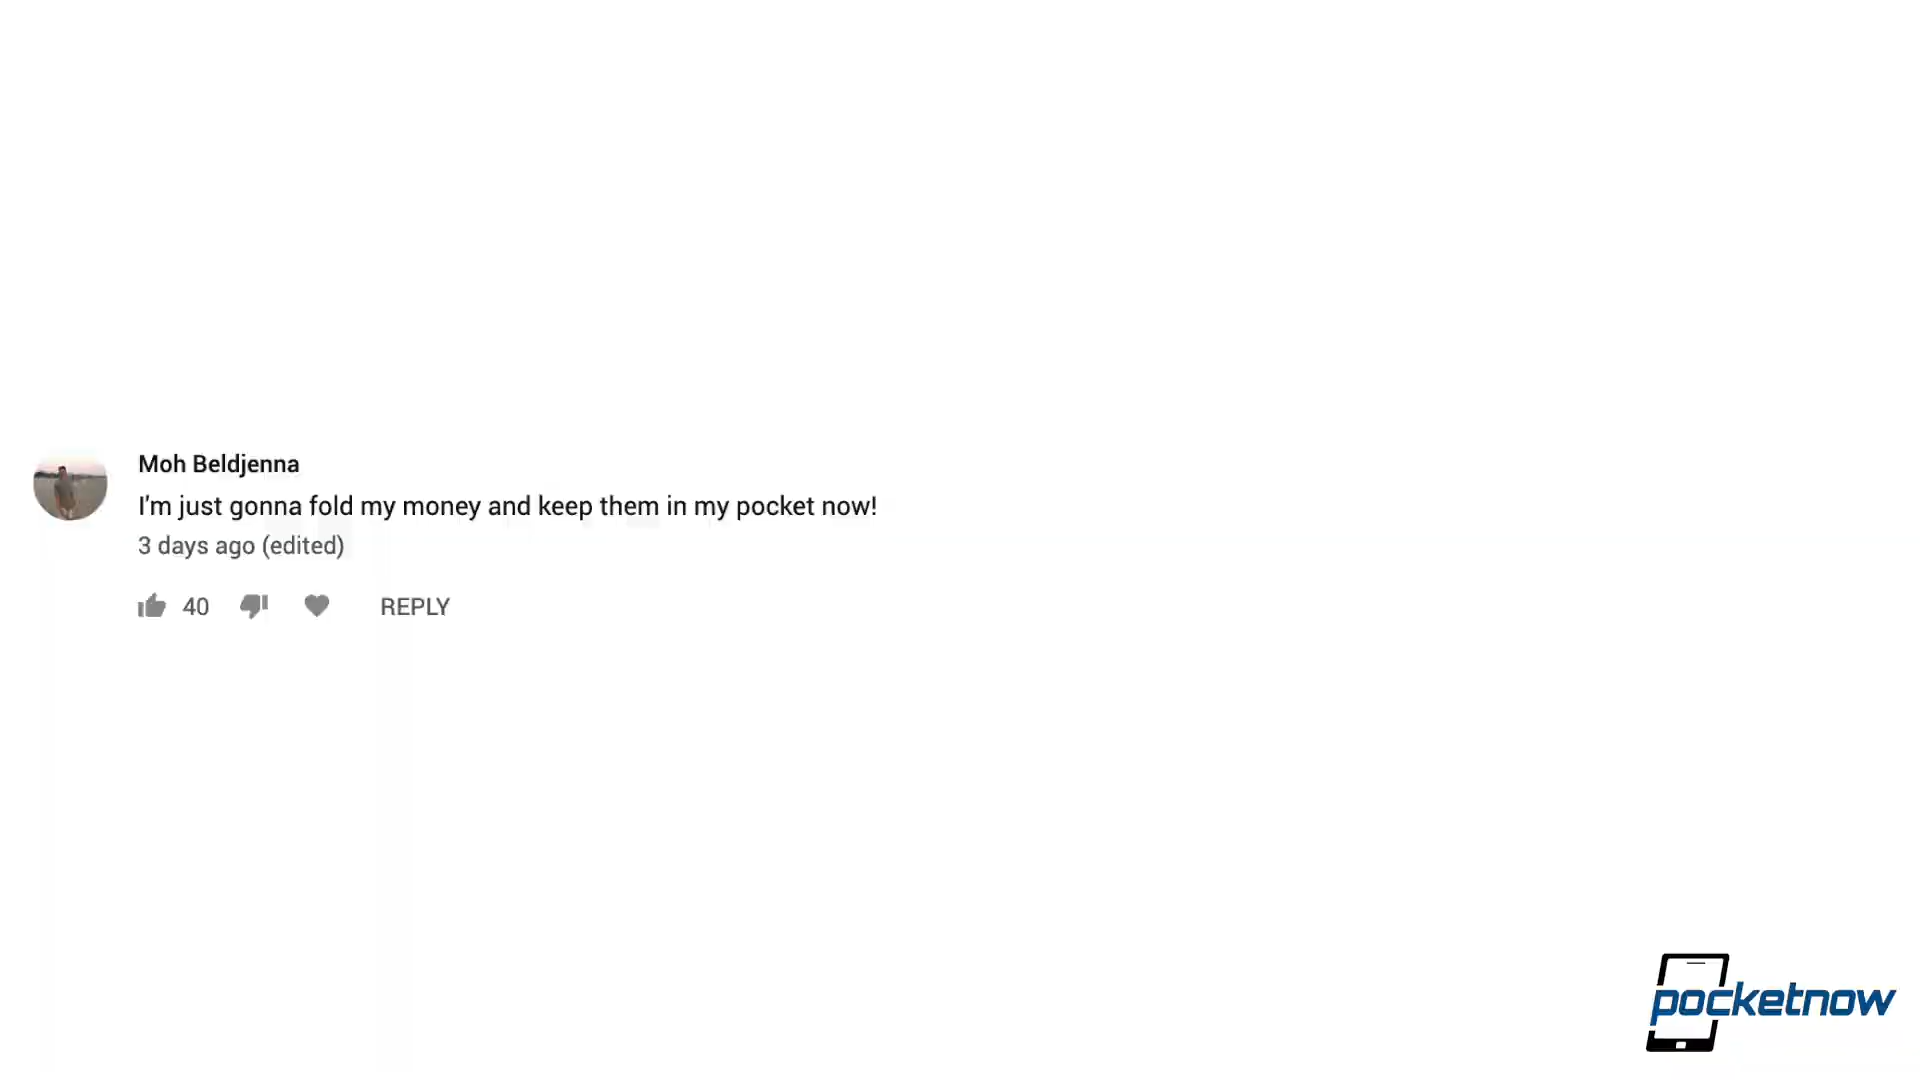 Moh Beldjenna
I'm just gonna fold my money and keep them in my pocket now!
3 days ago (edited)
40 REPLY
pocketnow